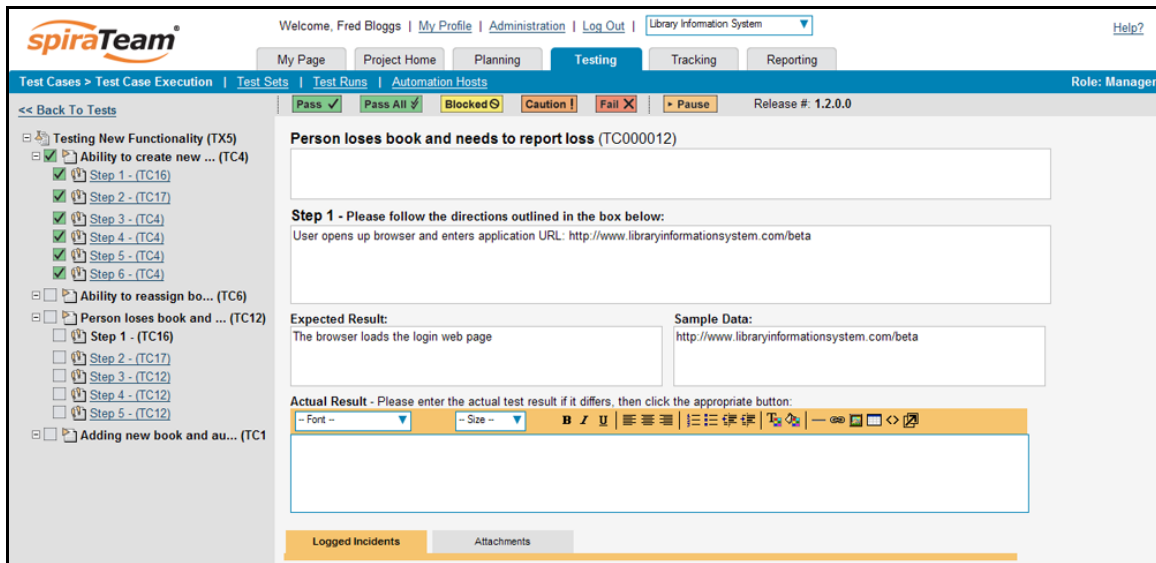 spiraTeam®
Welcome, Fred Bloggs | My Profile | Administration | Log Out | Library Information System
Help?
My Page Project Home Planning Testing Tracking Reporting
Test Cases > Test Case Execution | Test Sets | Test Runs | Automation Hosts Role: Manager
<< Back To Tests
Pass Pass All Blocked Caution ! Fail Pause Release #: 1.2.0.0
Testing New Functionality (TX5)
Ability to create new ... (TC4)
Step 1 - (TC16)
Step 2 - (TC17)
Step 3 - (TC4)
Step 4 - (TC4)
Step 5 - (TC4)
Step 6 - (TC4)
Ability to reassign bo... (TC6)
Person loses book and ... (TC12)
Step 1 - (TC16)
Step 2 - (TC17)
Step 3 - (TC12)
Step 4 - (TC12)
Step 5 - (TC12)
Adding new book and au... (TC1
Person loses book and needs to report loss (TC000012)
Step 1 - Please follow the directions outlined in the box below:
User opens up browser and enters application URL: http://www.libraryinformationsystem.com/beta
Expected Result:
The browser loads the login web page
Sample Data:
http://www.libraryinformationsystem.com/beta
Actual Result - Please enter the actual test result if it differs, then click the appropriate button:
-- Font -- -- Size -- B I U
Logged Incidents Attachments